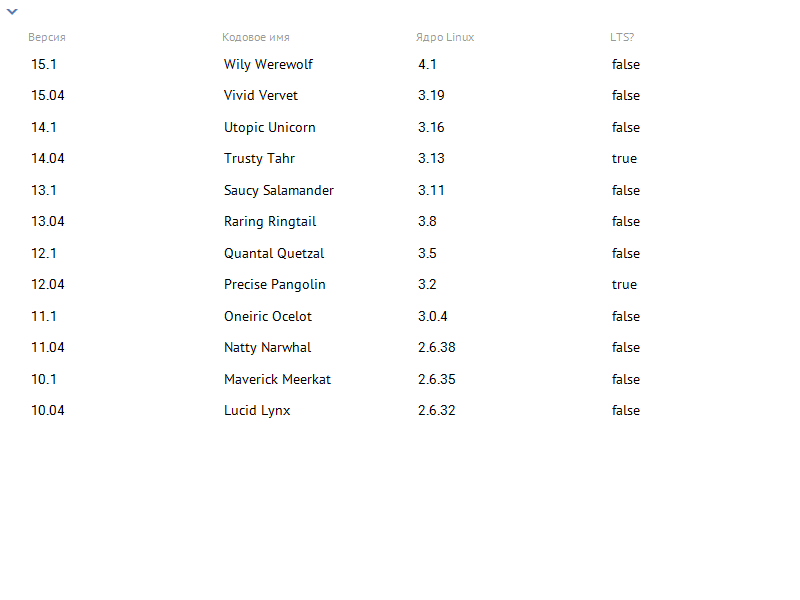 Версия Кодовое имя Ядро Linux LTS?
15.1 Wily Werewolf 4.1 false
15.04 Vivid Vervet 3.19 false
14.1 Utopic Unicorn 3.16 false
14.04 Trusty Tahr 3.13 true
13.1 Saucy Salamander 3.11 false
13.04 Raring Ringtail 3.8 false
12.1 Quantal Quetzal 3.5 false
12.04 Precise Pangolin 3.2 true
11.1 Oneiric Ocelot 3.0.4 false
11.04 Natty Narwhal 2.6.38 false
10.1 Maverick Meerkat 2.6.35 false
10.04 Lucid Lynx 2.6.32 false